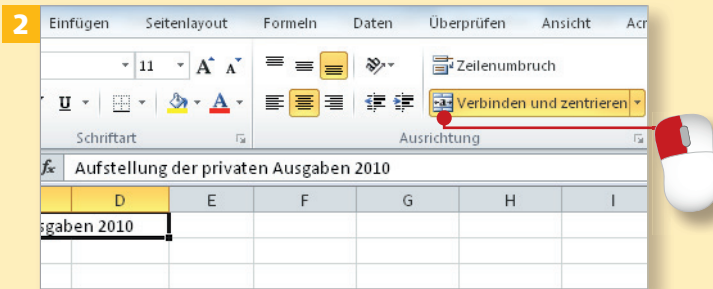 2
Einfügen Seitenlayout Formeln Daten Überprüfen Ansicht Acr
11 A A
Zeilenumbruch
U A
Verbinden und zentrieren
Schriftart Ausrichtung
fx Aufstellung der privaten Ausgaben 2010
D E F G H I
sgaben 2010